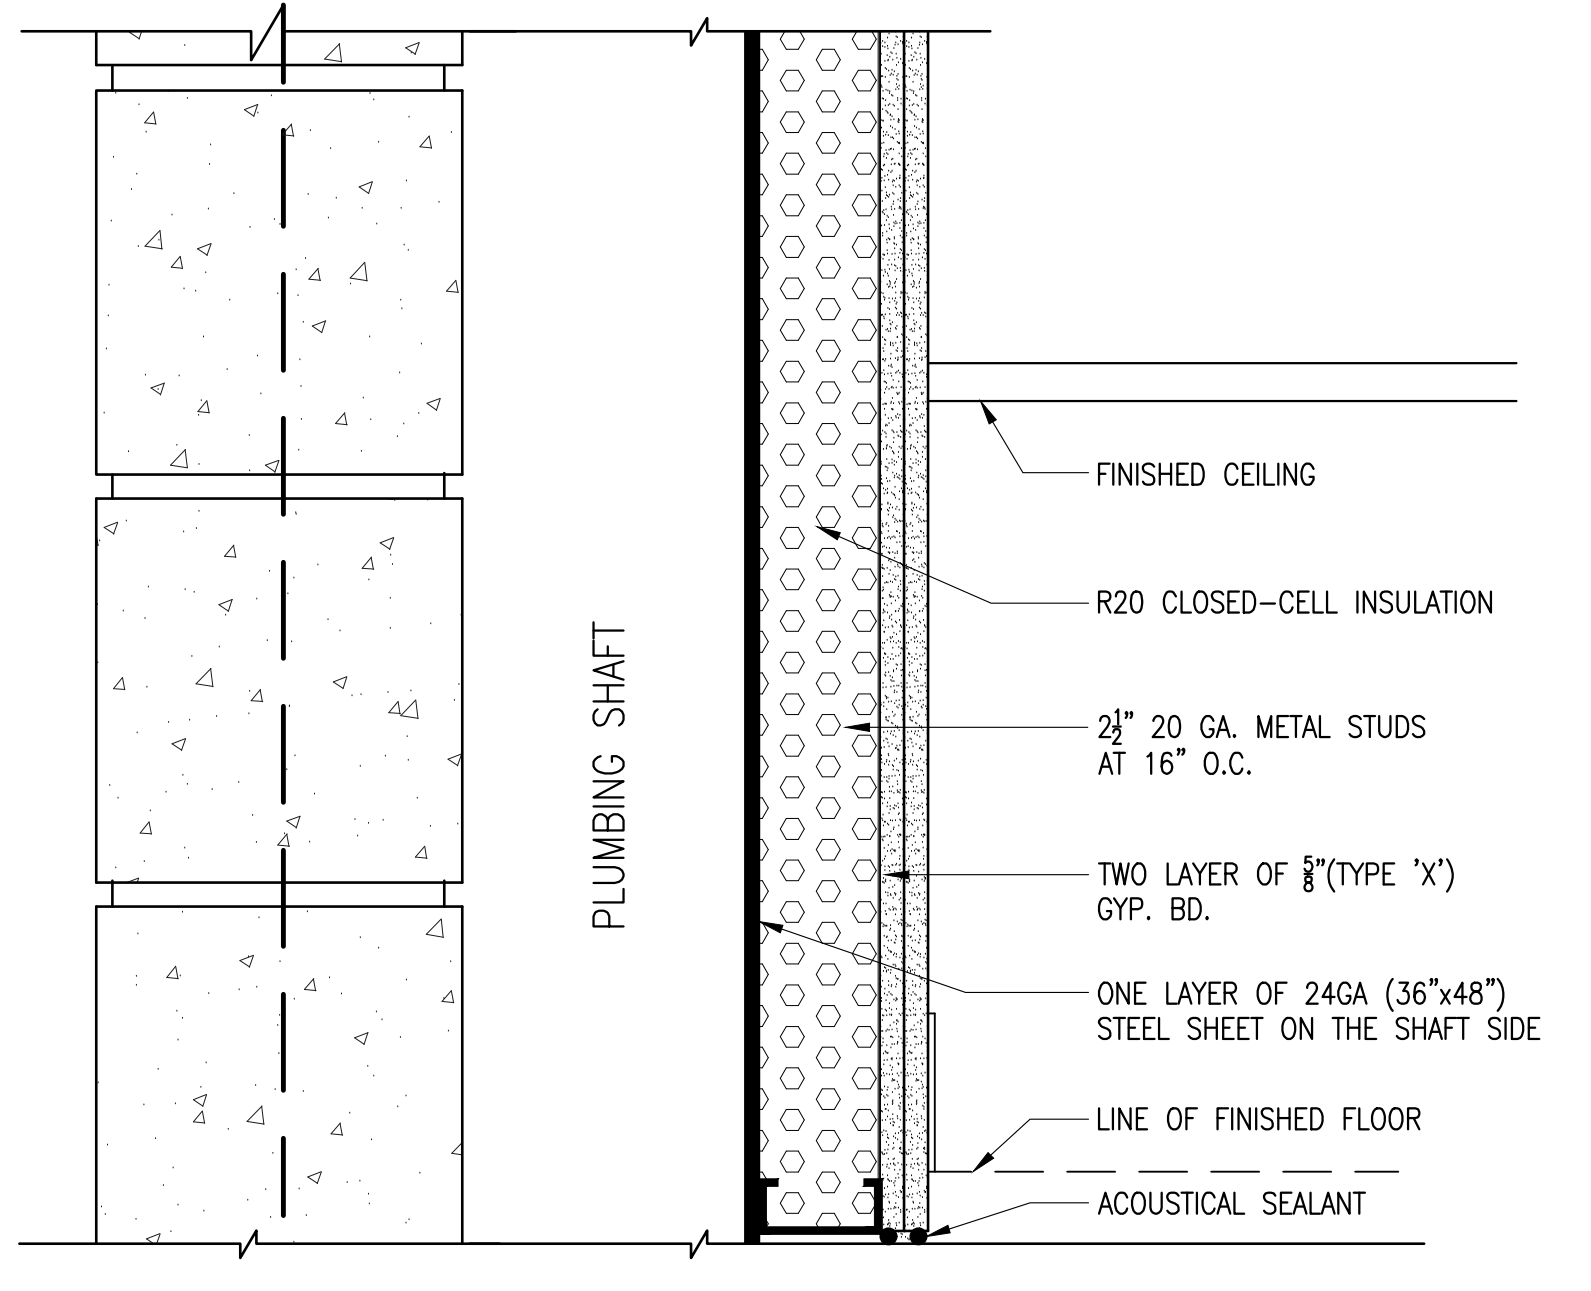 PLUMBING SHAFT
FINISHED CEILING
R20 CLOSED-CELL INSULATION
2½" 20 GA. METAL STUDS
AT 16" O.C.
TWO LAYER OF ⅝"(TYPE 'X')
GYP. BD.
ONE LAYER OF 24GA (36"x48")
STEEL SHEET ON THE SHAFT SIDE
LINE OF FINISHED FLOOR
ACOUSTICAL SEALANT